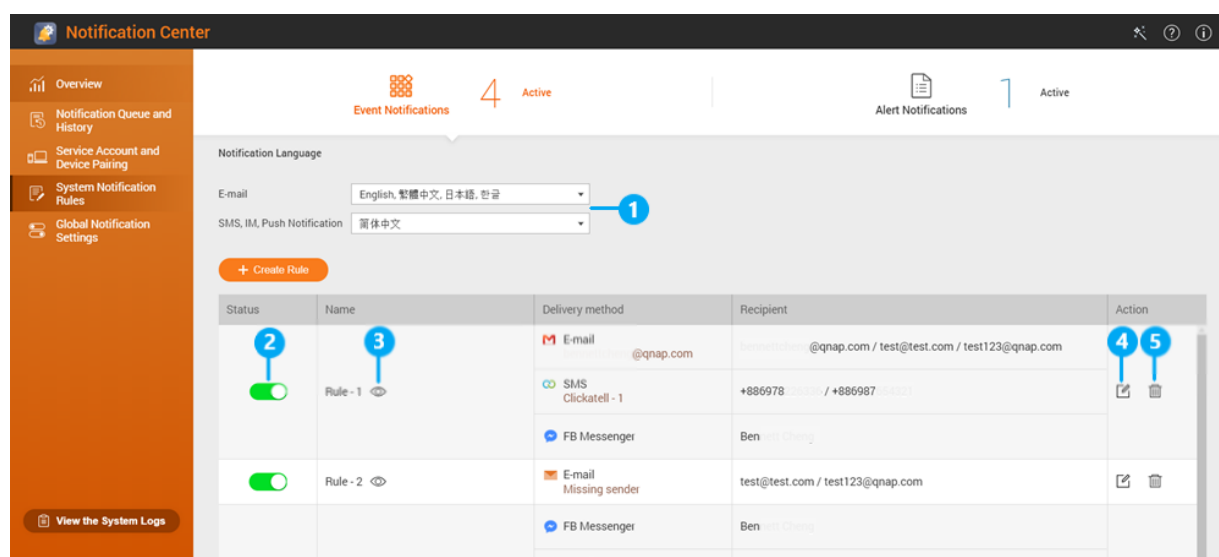 Notification Center
Overview
Notification Queue and
History
Service Account and
Device Pairing
System Notification
Rules
Global Notification
Settings
View the System Logs
Event Notifications
4
Active
Alert Notifications
1
Active
Notification Language
E-mail
English, 繁體中文, 日本語, 한글
SMS, IM, Push Notification
简体中文
1
+ Create Rule
Status
Name
Delivery method
Recipient
Action
2
3
4
5
Rule - 1
E-mail
@qnap.com
@qnap.com / test@test.com / test123@qnap.com
SMS
Clickatell - 1
+886978 / +886987
FB Messenger
Ben
Rule - 2
E-mail
Missing sender
test@test.com / test123@qnap.com
FB Messenger
Ben